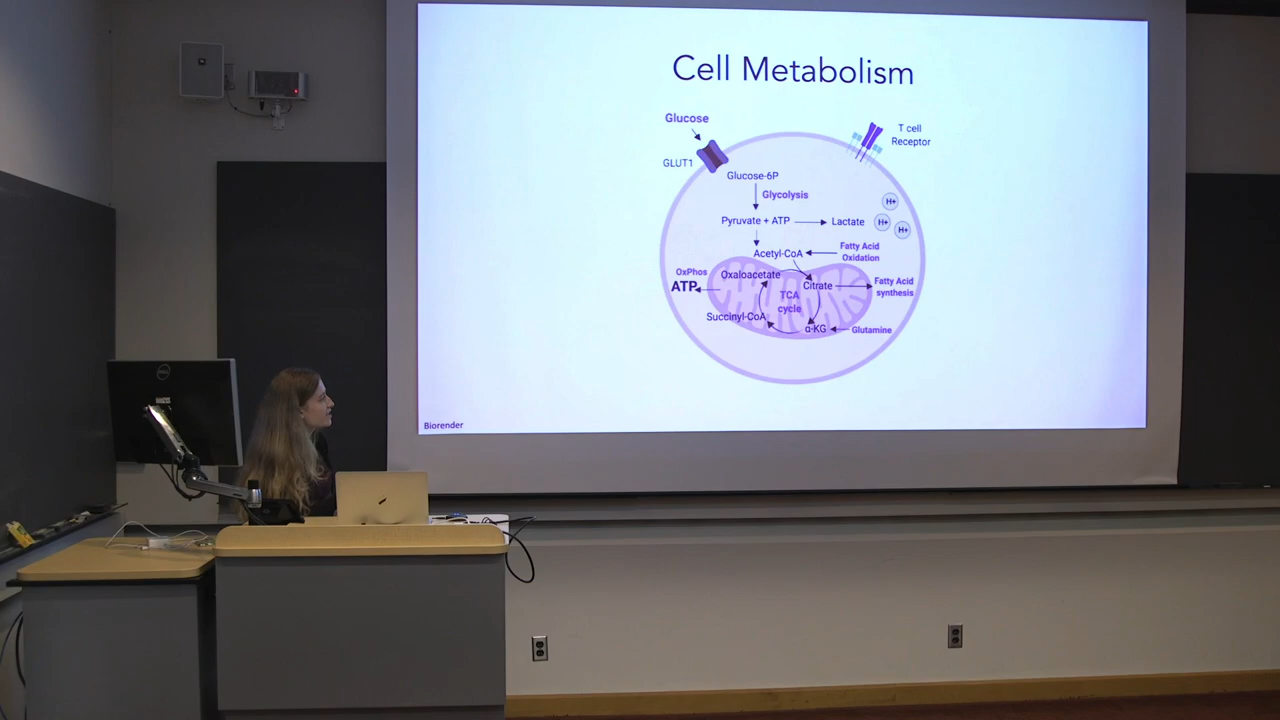 Cell Metabolism
Glucose
T cell
Receptor
GLUT1
Glucose-6P
Glycolysis
H+
Pyruvate + ATP
Lactate
H+
H+
Acetyl-CoA
Fatty Acid
Oxidation
OxPhos
ATP
Oxaloacetate
Citrate
Fatty Acid
synthesis
TCA
cycle
Succinyl-CoA
α-KG
Glutamine
Biorender
DELL